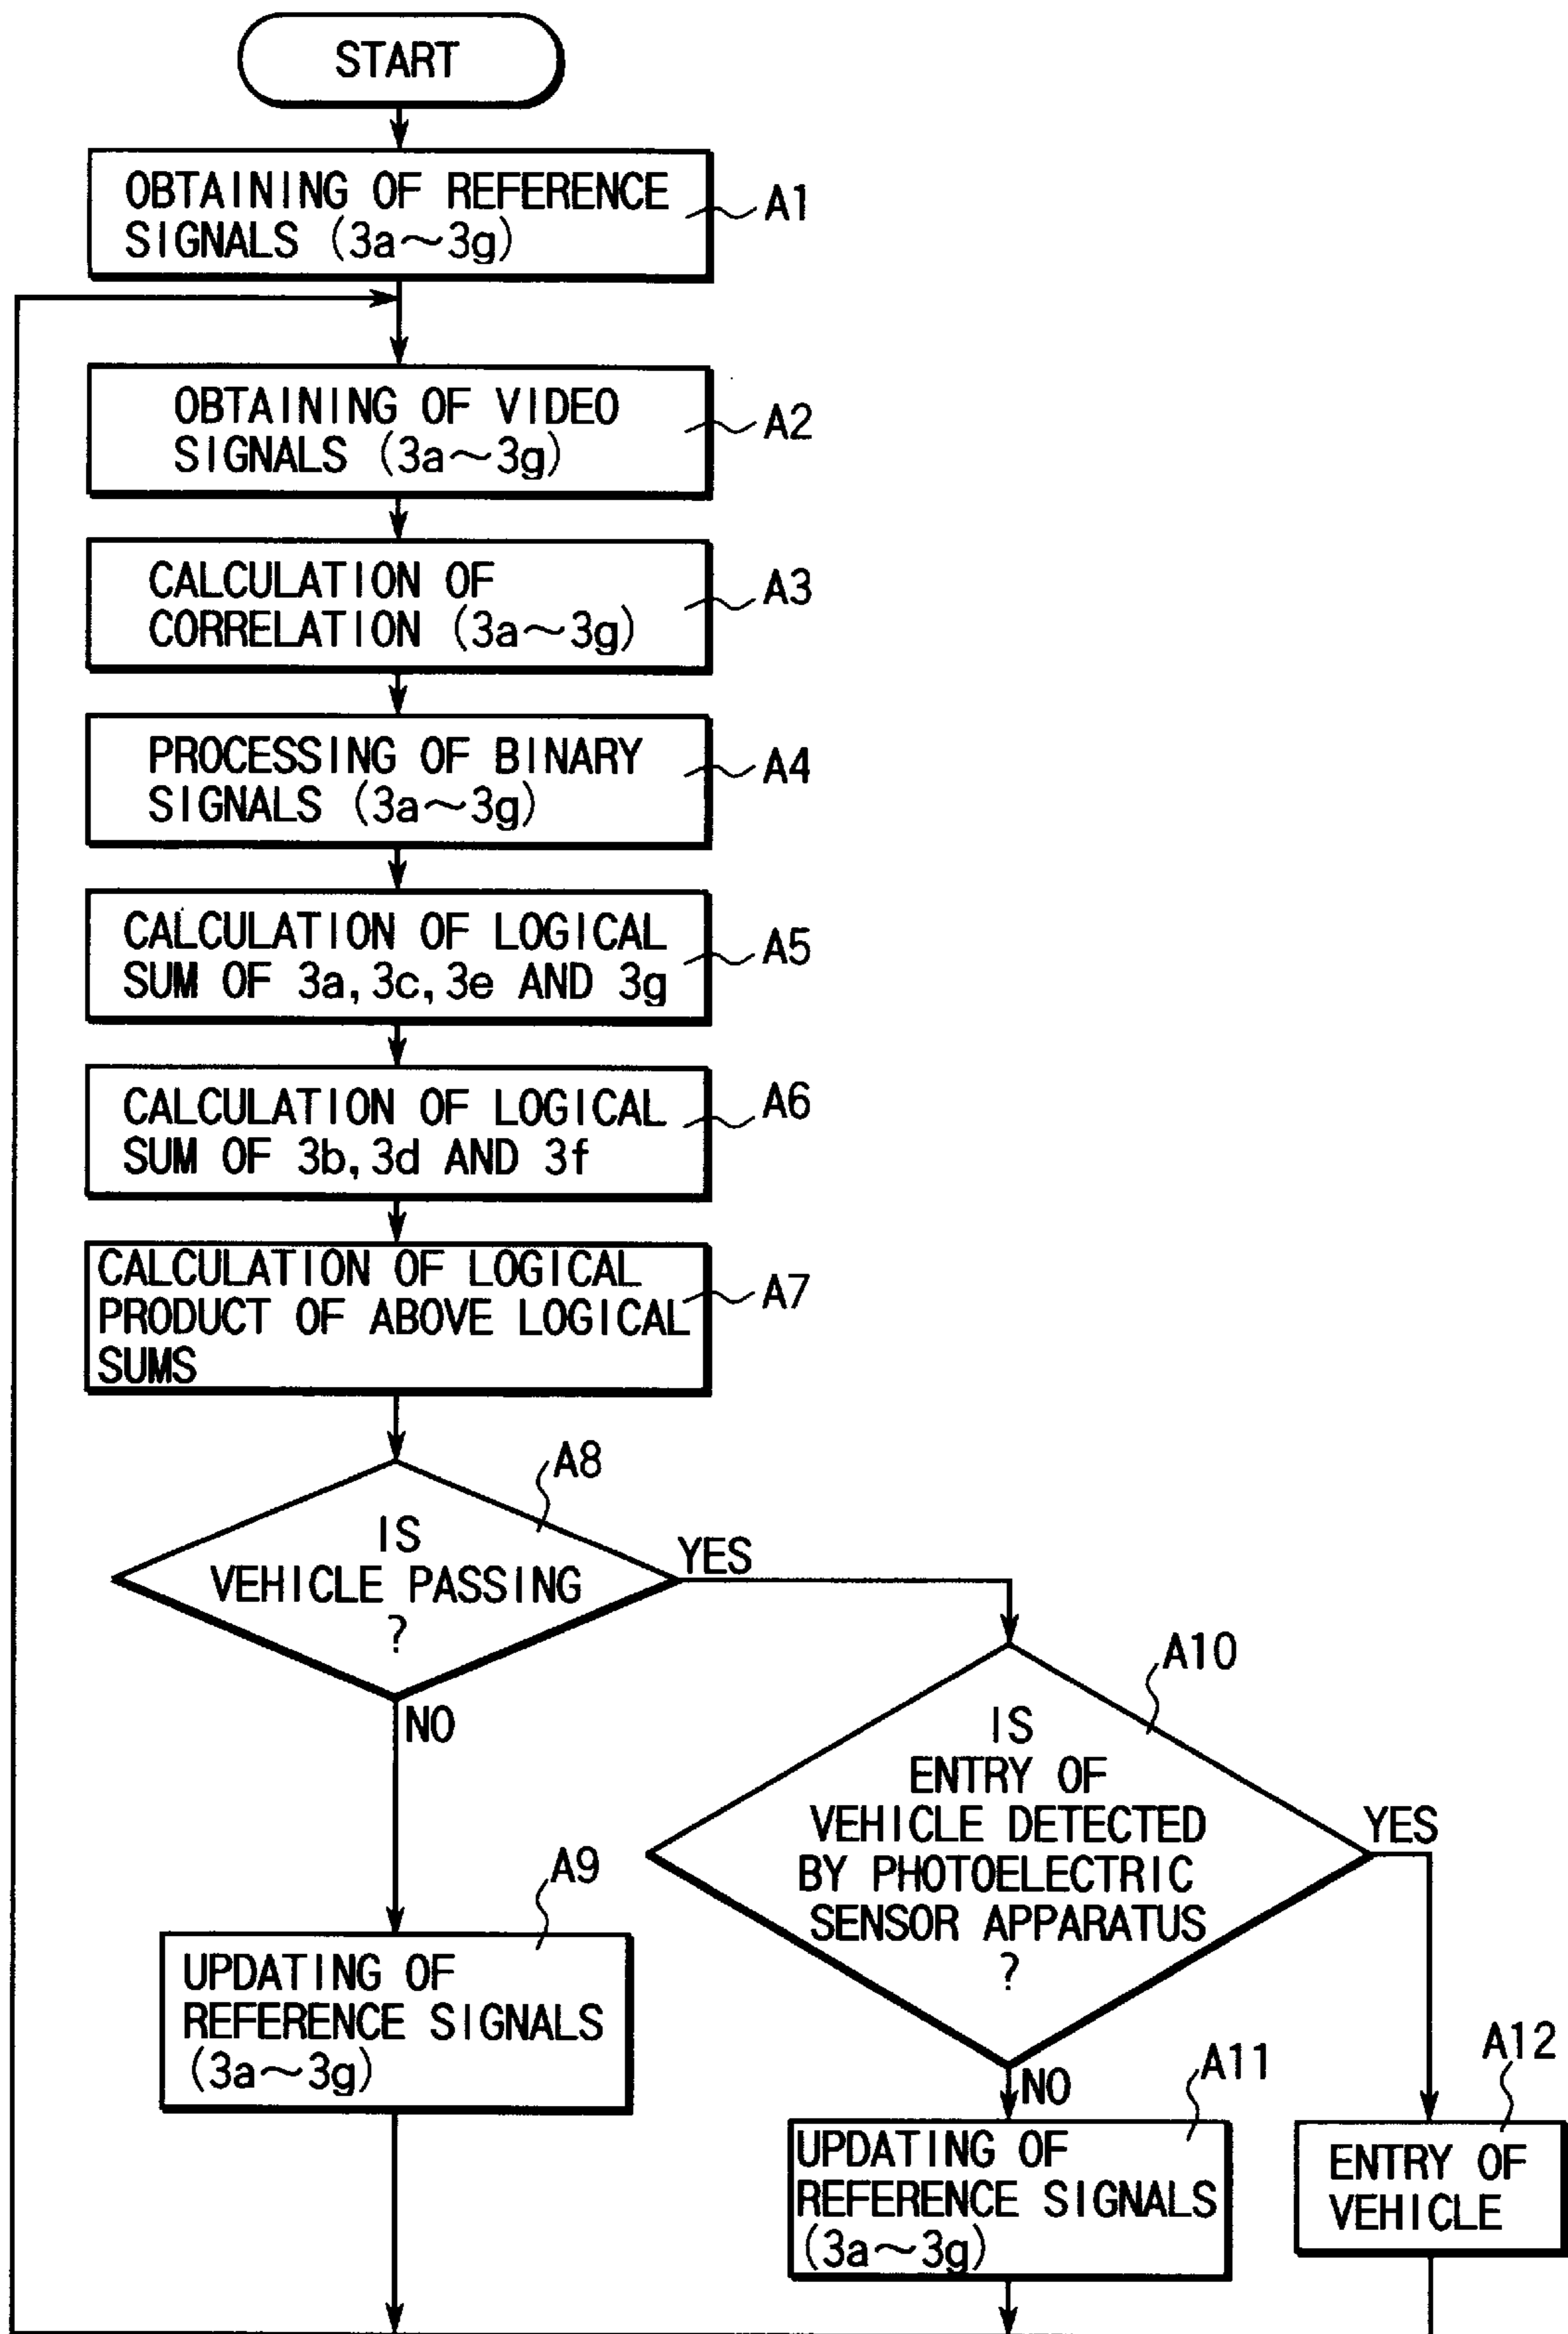 START
OBTAINING OF REFERENCE
SIGNALS (3a~3g)
A1
OBTAINING OF VIDEO
SIGNALS (3a~3g)
A2
CALCULATION OF
CORRELATION (3a~3g)
A3
PROCESSING OF BINARY
SIGNALS (3a~3g)
A4
CALCULATION OF LOGICAL
SUM OF 3a, 3c, 3e AND 3g
A5
CALCULATION OF LOGICAL
SUM OF 3b, 3d AND 3f
A6
CALCULATION OF LOGICAL
PRODUCT OF ABOVE LOGICAL
SUMS
A7
A8
IS
VEHICLE PASSING
?
YES
NO
A10
IS
ENTRY OF
VEHICLE DETECTED
BY PHOTOELECTRIC
SENSOR APPARATUS
?
YES
NO
A9
UPDATING OF
REFERENCE SIGNALS
(3a~3g)
A11
UPDATING OF
REFERENCE SIGNALS
(3a~3g)
A12
ENTRY OF
VEHICLE